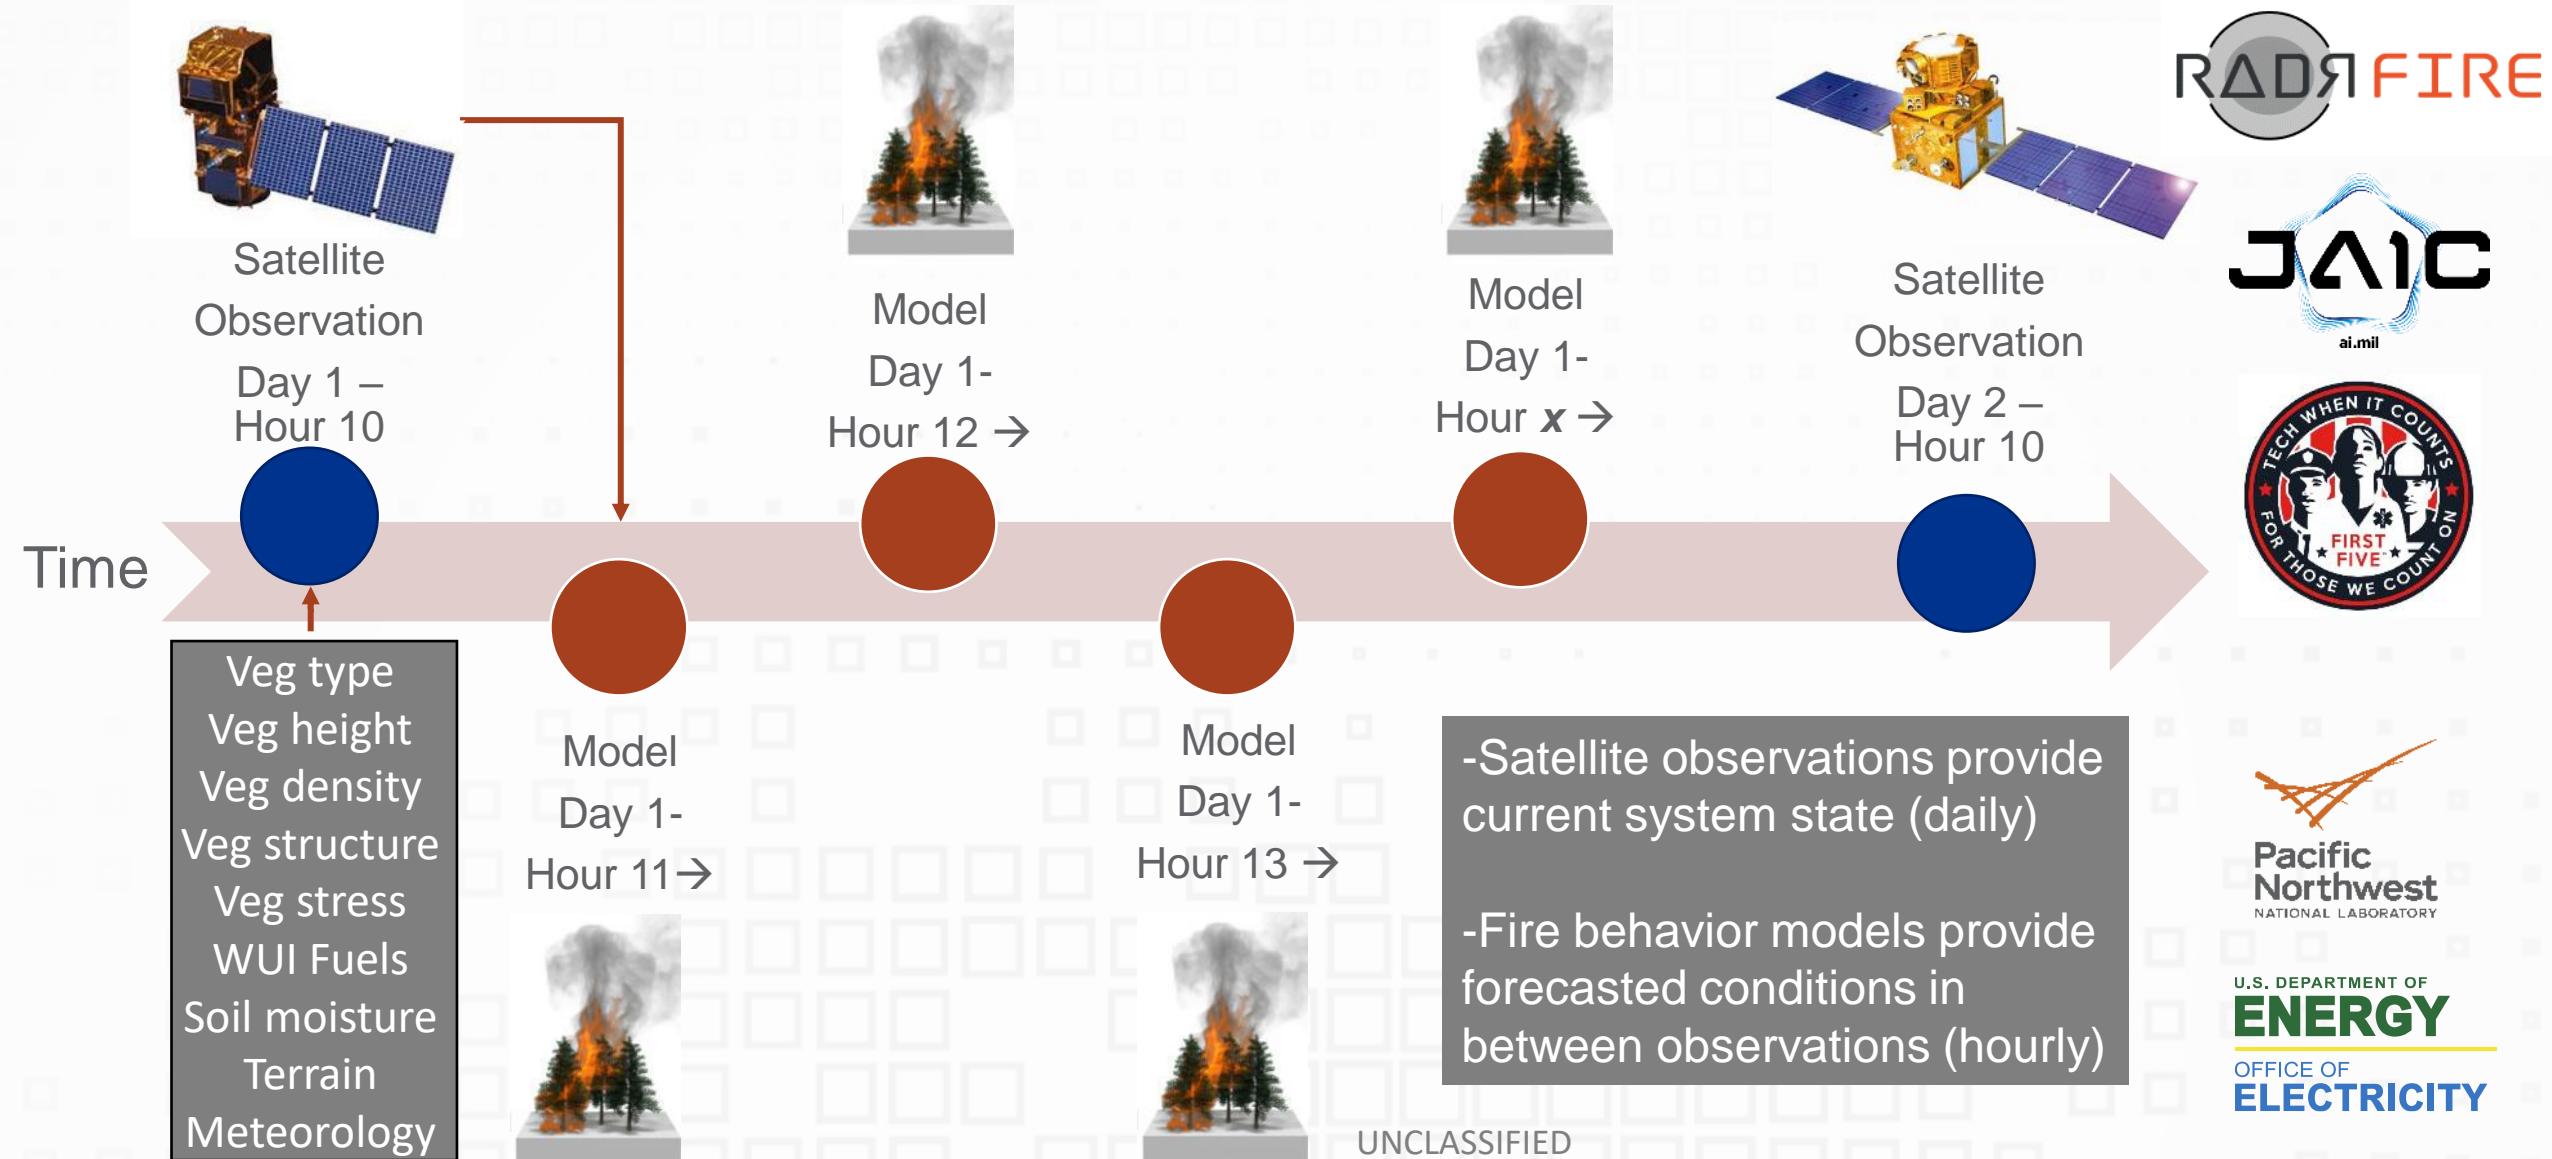 Satellite
Observation
Day 1 –
Hour 10
Model
Day 1-
Hour 12 →
Model
Day 1-
Hour x →
Satellite
Observation
Day 2 –
Hour 10
Time
Veg type
Veg height
Veg density
Veg structure
Veg stress
WUI Fuels
Soil moisture
Terrain
Meteorology
Model
Day 1-
Hour 11→
Model
Day 1-
Hour 13 →
-Satellite observations provide
current system state (daily)
-Fire behavior models provide
forecasted conditions in
between observations (hourly)
UNCLASSIFIED
RADR FIRE
JAIC
ai.mil
TECH WHEN IT COUNTS
FIRST
FIVE
FOR THOSE WE COUNT ON
Pacific
Northwest
NATIONAL LABORATORY
U.S. DEPARTMENT OF
ENERGY
OFFICE OF
ELECTRICITY